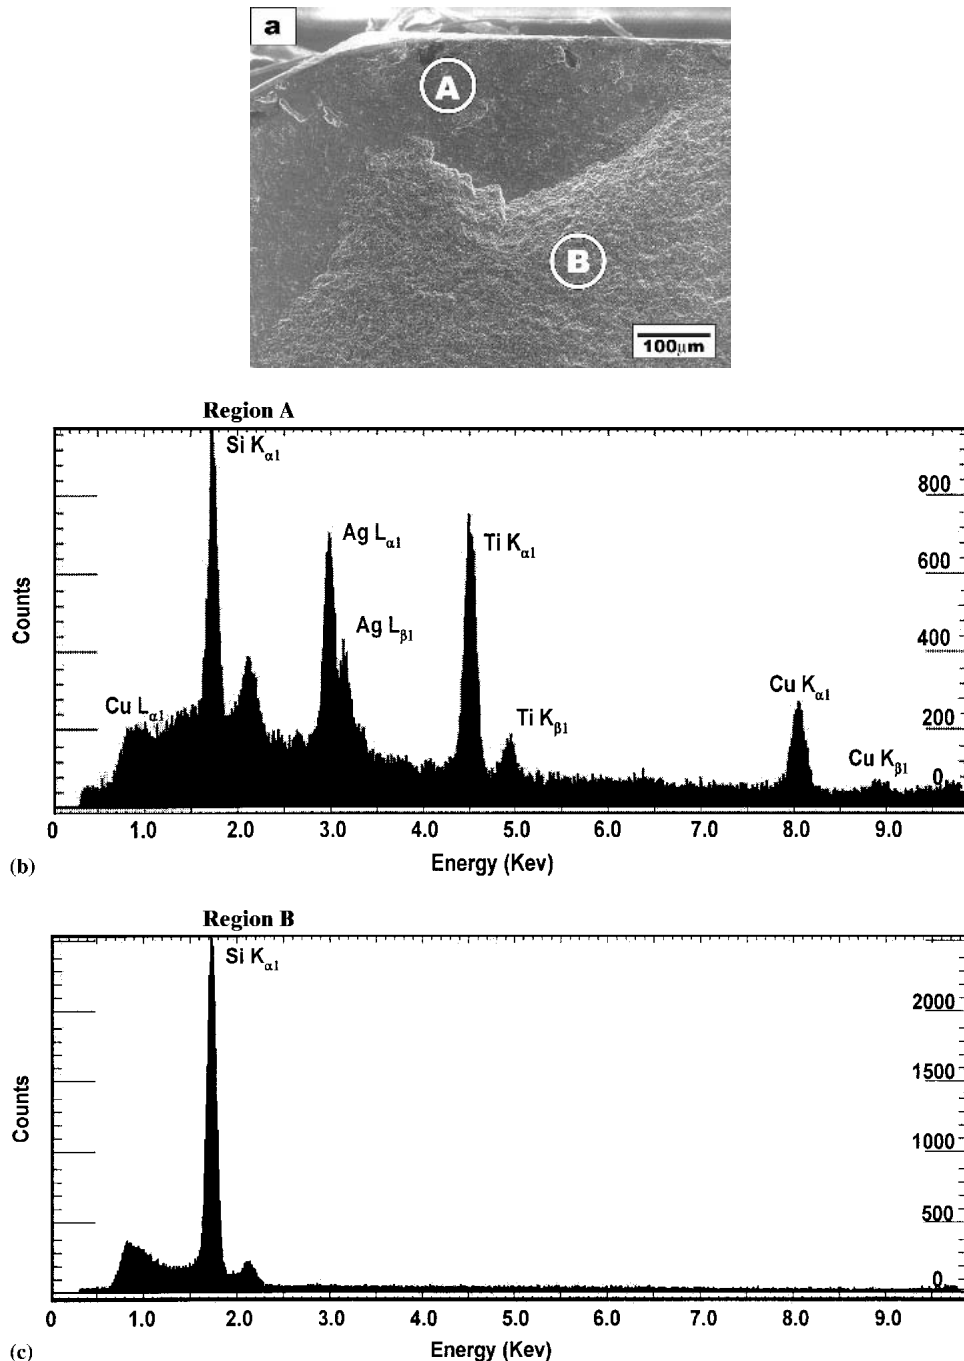 a
A
B
100μm
Region A
Si Kα1
800
Ag Lα1
Ti Kα1
600
Ag Lβ1
400
Cu Lα1
Cu Kα1
Ti Kβ1
200
Cu Kβ1
0
Counts
0 1.0 2.0 3.0 4.0 5.0 6.0 7.0 8.0 9.0
Energy (Kev)
(b)
Region B
Si Kα1
2000
1500
1000
500
0
Counts
0 1.0 2.0 3.0 4.0 5.0 6.0 7.0 8.0 9.0
Energy (Kev)
(c)